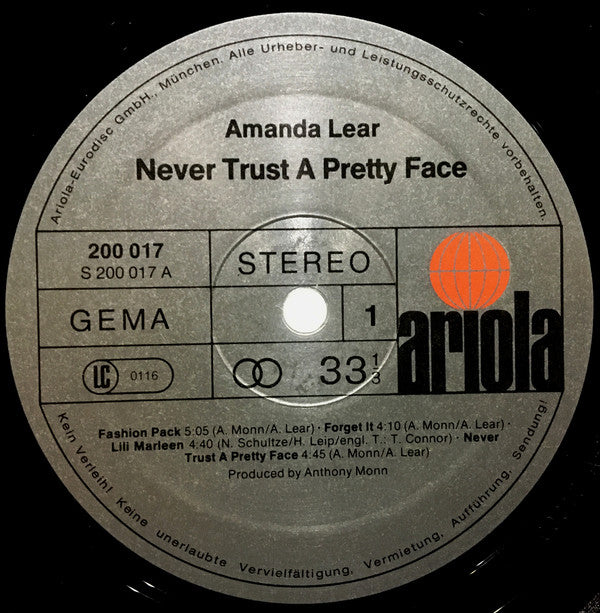 Ariola-Eurodisc GmbH., München. Alle Urheber- und Leistungsschutzrechte vorbehalten.
Amanda Lear
Never Trust A Pretty Face
200 017
S 200 017 A
STEREO
GEMA
1
LC 0116
33 1/3
ariola
Fashion Pack 5:05 (A. Monn/A. Lear) · Forget It 4:10 (A. Monn/A. Lear) ·
Lili Marleen 4:40 (N. Schultze/H. Leip/engl. T.: T. Connor) · Never
Trust A Pretty Face 4:45 (A. Monn/A. Lear)
Produced by Anthony Monn
Kein Verleih! Keine unerlaubte Vervielfältigung, Vermietung, Aufführung, Sendung!